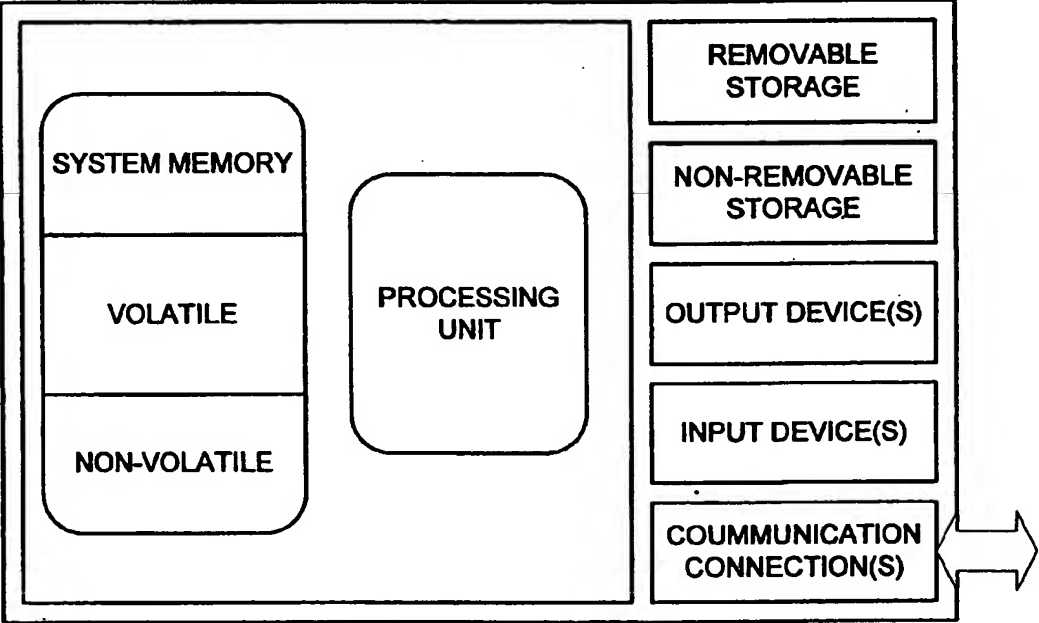 SYSTEM MEMORY
VOLATILE
NON-VOLATILE
PROCESSING
UNIT
REMOVABLE
STORAGE
NON-REMOVABLE
STORAGE
OUTPUT DEVICE(S)
INPUT DEVICE(S)
COUMMUNICATION
CONNECTION(S)